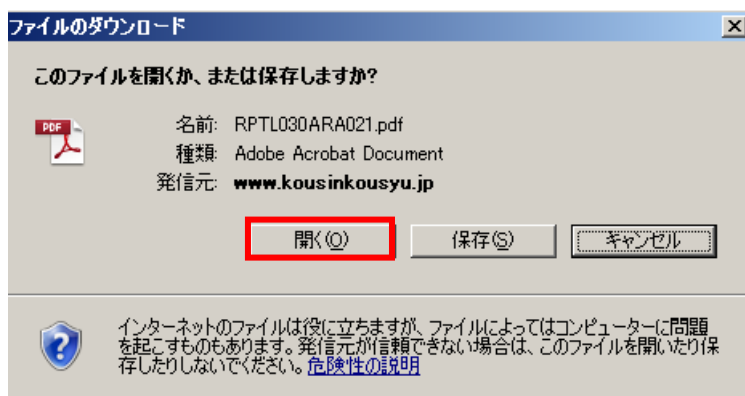 ファイルのダウンロード
このファイルを開くか、または保存しますか?
PDF
名前: RPTL030ARA021.pdf
種類: Adobe Acrobat Document
発信元: www.kousinkousyu.jp
開く(O) 保存(S) キャンセル
インターネットのファイルは役に立ちますが、ファイルによってはコンピューターに問題
を起こすものもあります。発信元が信頼できない場合は、このファイルを開いたり保
存したりしないでください。危険性の説明